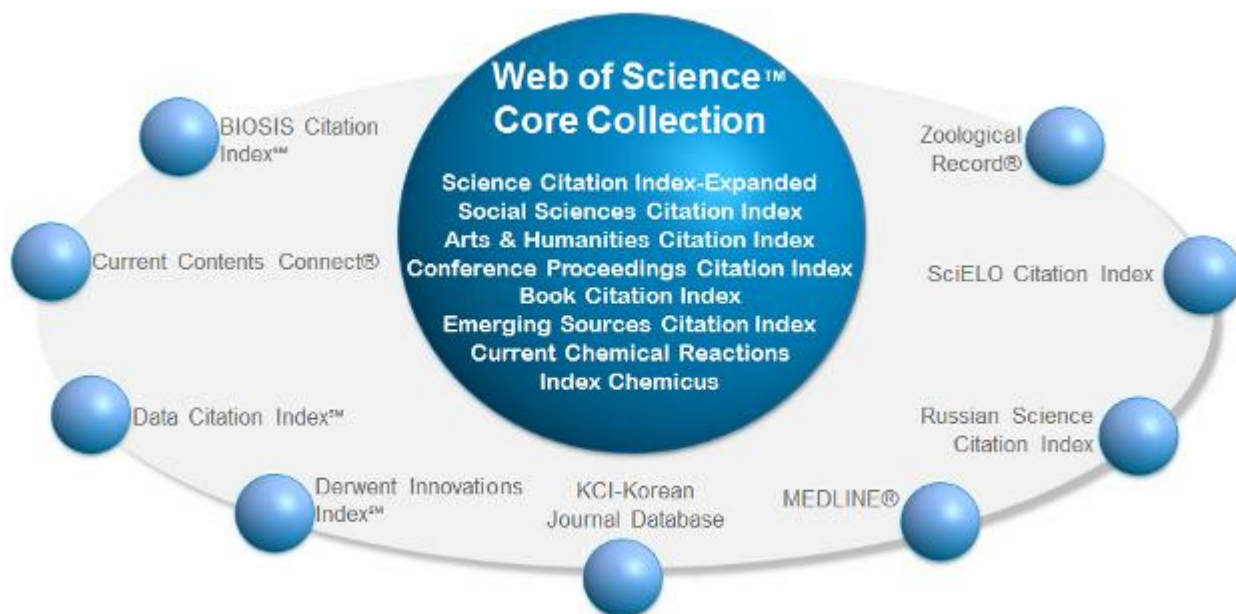 Web of Science™
Core Collection
Science Citation Index-Expanded
Social Sciences Citation Index
Arts & Humanities Citation Index
Conference Proceedings Citation Index
Book Citation Index
Emerging Sources Citation Index
Current Chemical Reactions
Index Chemicus
BIOSIS Citation
Index℠
Current Contents Connect®
Data Citation Index℠
Derwent Innovations
Index℠
KCI-Korean
Journal Database
MEDLINE®
Russian Science
Citation Index
SciELO Citation Index
Zoological
Record®